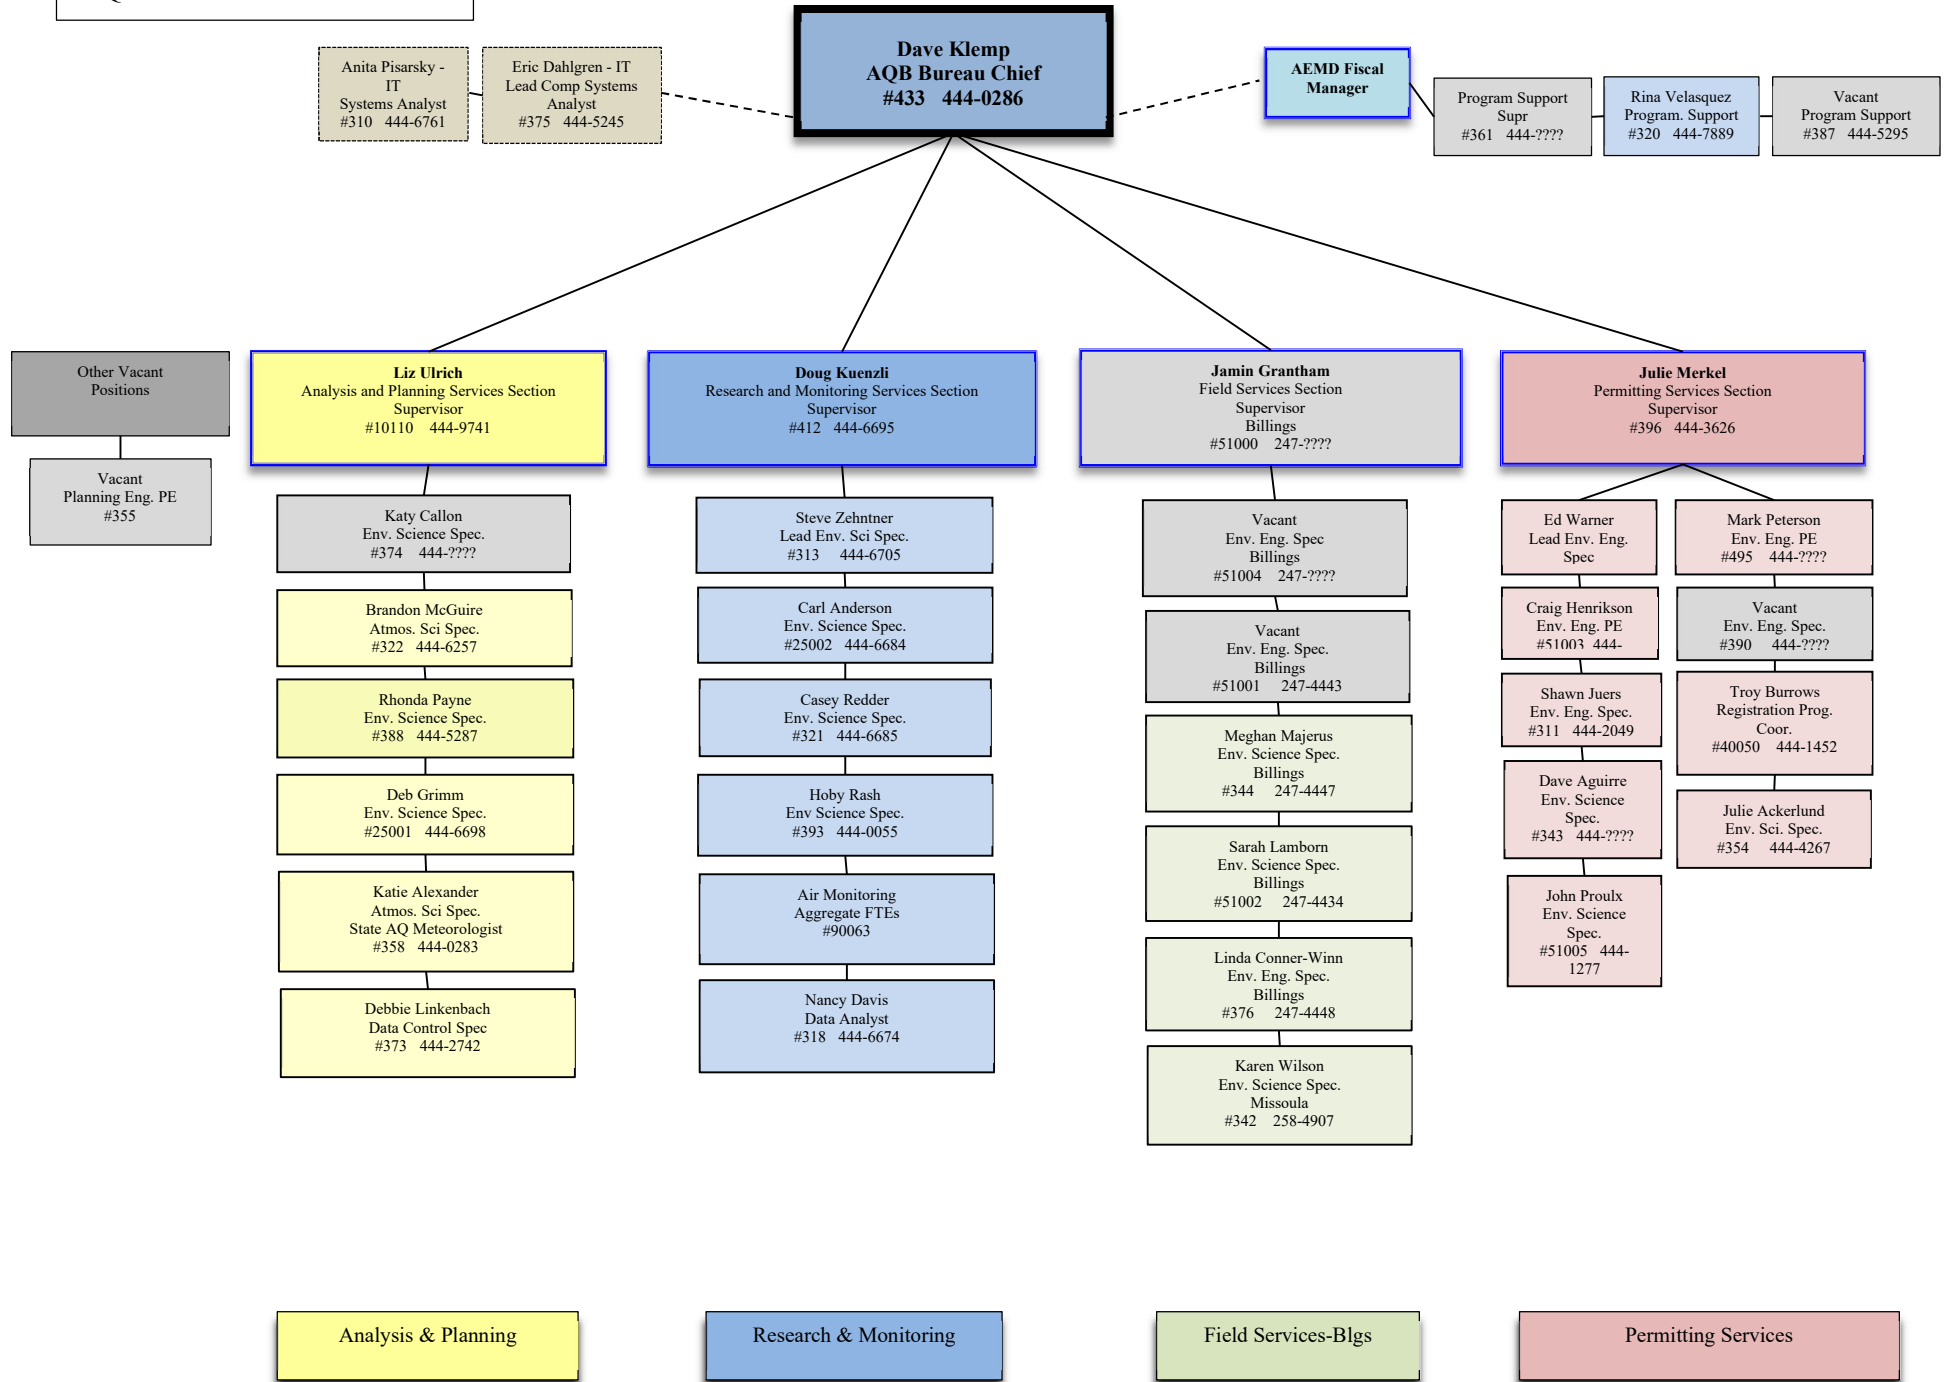 Dave Klemp
AQB Bureau Chief
#433 444-0286
Anita Pisarsky -
IT
Systems Analyst
#310 444-6761
Eric Dahlgren - IT
Lead Comp Systems
Analyst
#375 444-5245
AEMD Fiscal
Manager
Program Support
Supr
#361 444-????
Rina Velasquez
Program. Support
#320 444-7889
Vacant
Program Support
#387 444-5295
Other Vacant
Positions
Vacant
Planning Eng. PE
#355
Liz Ulrich
Analysis and Planning Services Section
Supervisor
#10110 444-9741
Katy Callon
Env. Science Spec.
#374 444-????
Brandon McGuire
Atmos. Sci Spec.
#322 444-6257
Rhonda Payne
Env. Science Spec.
#388 444-5287
Deb Grimm
Env. Science Spec.
#25001 444-6698
Katie Alexander
Atmos. Sci Spec.
State AQ Meteorologist
#358 444-0283
Debbie Linkenbach
Data Control Spec
#373 444-2742
Doug Kuenzli
Research and Monitoring Services Section
Supervisor
#412 444-6695
Steve Zehntner
Lead Env. Sci Spec.
#313 444-6705
Carl Anderson
Env. Science Spec.
#25002 444-6684
Casey Redder
Env. Science Spec.
#321 444-6685
Hoby Rash
Env Science Spec.
#393 444-0055
Air Monitoring
Aggregate FTEs
#90063
Nancy Davis
Data Analyst
#318 444-6674
Jamin Grantham
Field Services Section
Supervisor
Billings
#51000 247-????
Vacant
Env. Eng. Spec
Billings
#51004 247-????
Vacant
Env. Eng. Spec.
Billings
#51001 247-4443
Meghan Majerus
Env. Science Spec.
Billings
#344 247-4447
Sarah Lamborn
Env. Science Spec.
Billings
#51002 247-4434
Linda Conner-Winn
Env. Eng. Spec.
Billings
#376 247-4448
Karen Wilson
Env. Science Spec.
Missoula
#342 258-4907
Julie Merkel
Permitting Services Section
Supervisor
#396 444-3626
Ed Warner
Lead Env. Eng.
Spec
Craig Henrikson
Env. Eng. PE
#51003 444-
Shawn Juers
Env. Eng. Spec.
#311 444-2049
Dave Aguirre
Env. Science
Spec.
#343 444-????
John Proulx
Env. Science
Spec.
#51005 444-
1277
Mark Peterson
Env. Eng. PE
#495 444-????
Vacant
Env. Eng. Spec.
#390 444-????
Troy Burrows
Registration Prog.
Coor.
#40050 444-1452
Julie Ackerlund
Env. Sci. Spec.
#354 444-4267
Analysis & Planning
Research & Monitoring
Field Services-Blgs
Permitting Services